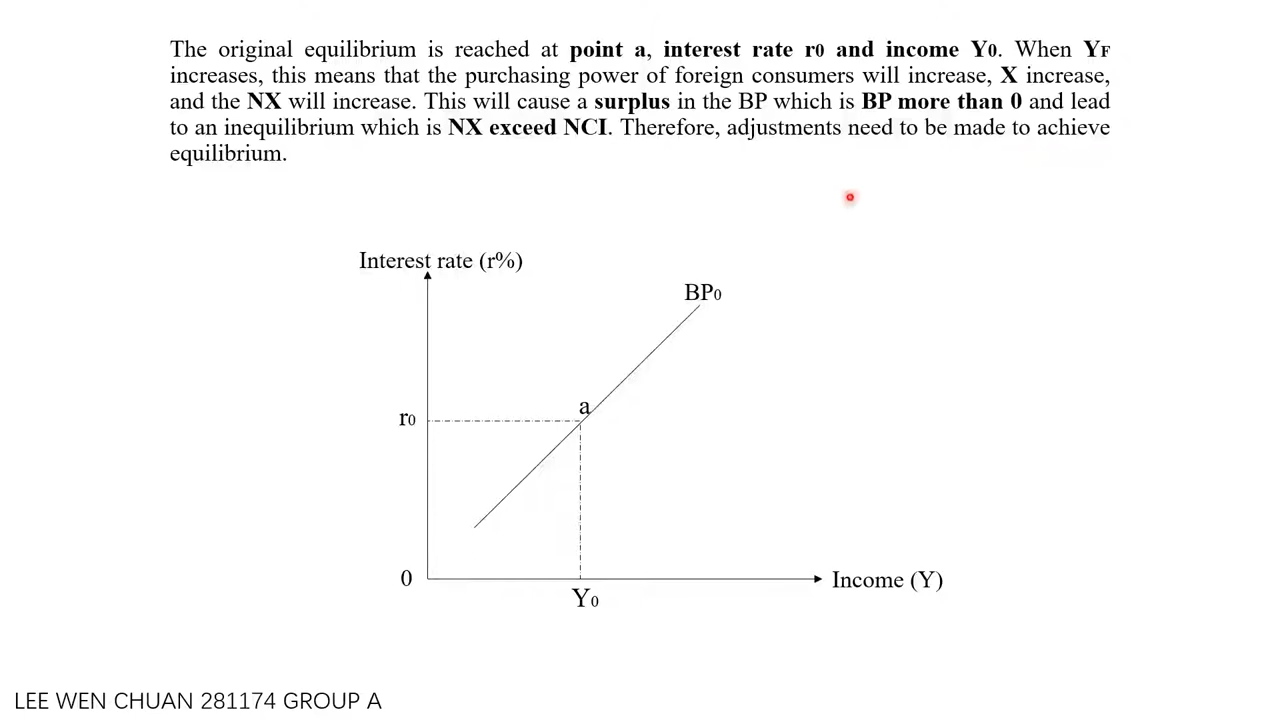 The original equilibrium is reached at point a, interest rate r0 and income Y0. When YF
increases, this means that the purchasing power of foreign consumers will increase, X increase,
and the NX will increase. This will cause a surplus in the BP which is BP more than 0 and lead
to an inequilibrium which is NX exceed NCI. Therefore, adjustments need to be made to achieve
equilibrium.
Interest rate (r%)
BP0
a
r0
0
Income (Y)
Y0
LEE WEN CHUAN 281174 GROUP A